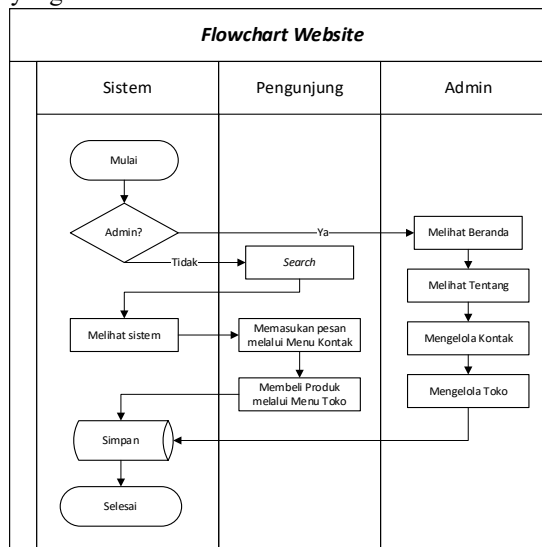 Flowchart Website
Sistem
Pengunjung
Admin
Mulai
Admin?
Ya
Melihat Beranda
Tidak
Search
Melihat Tentang
Melihat sistem
Memasukan pesan
melalui Menu Kontak
Mengelola Kontak
Membeli Produk
melalui Menu Toko
Mengelola Toko
Simpan
Selesai